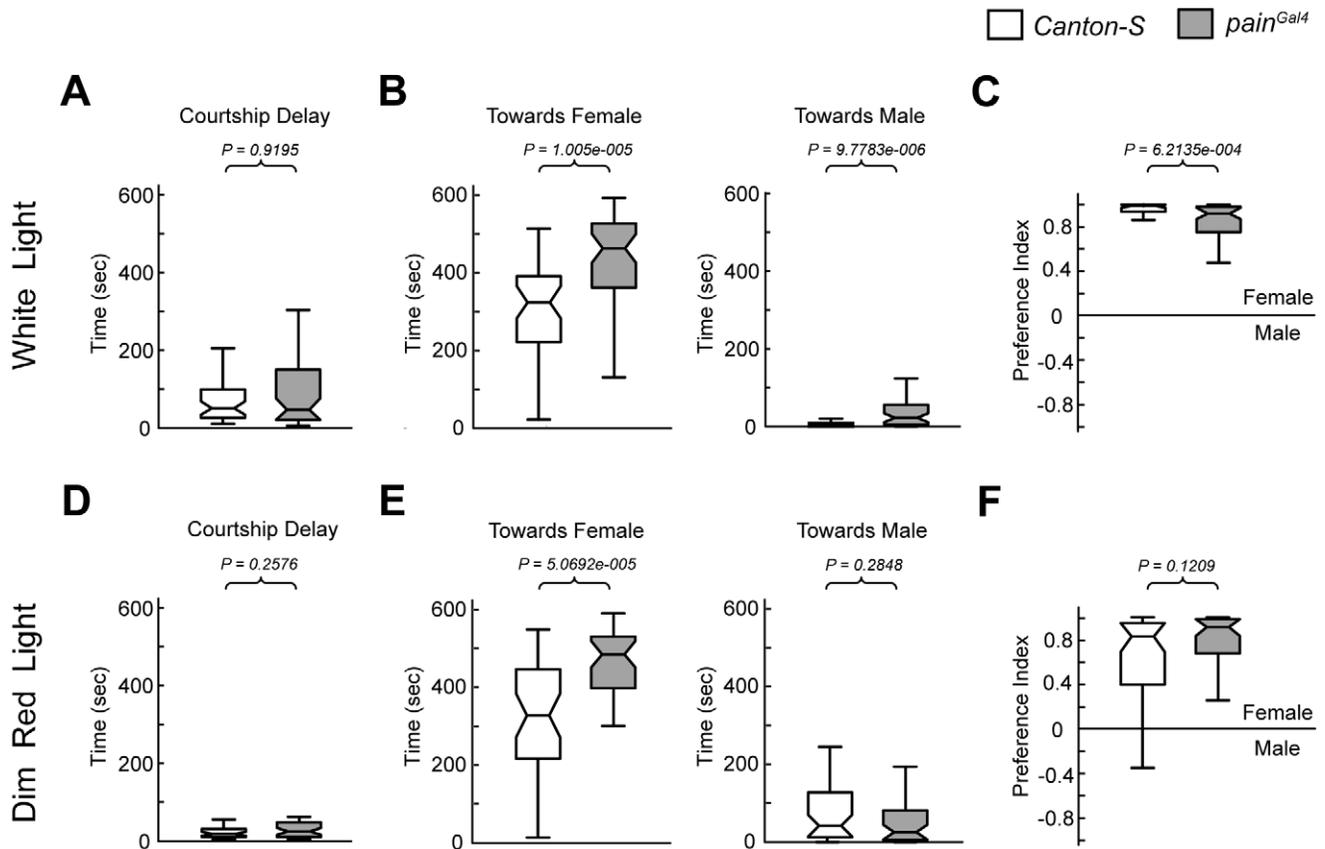 Canton-S pain^Gal4
A B C
Courtship Delay Towards Female Towards Male
P = 0.9195 P = 1.005e-005 P = 9.7783e-006 P = 6.2135e-004
White Light
Time (sec)
600
400
200
0
Time (sec)
600
400
200
0
Time (sec)
600
400
200
0
Preference Index
0.8
0.4
0
-0.4
-0.8
Female
Male
D E F
Courtship Delay Towards Female Towards Male
P = 0.2576 P = 5.0692e-005 P = 0.2848 P = 0.1209
Dim Red Light
Time (sec)
600
400
200
0
Time (sec)
600
400
200
0
Time (sec)
600
400
200
0
Preference Index
0.8
0.4
0
-0.4
-0.8
Female
Male